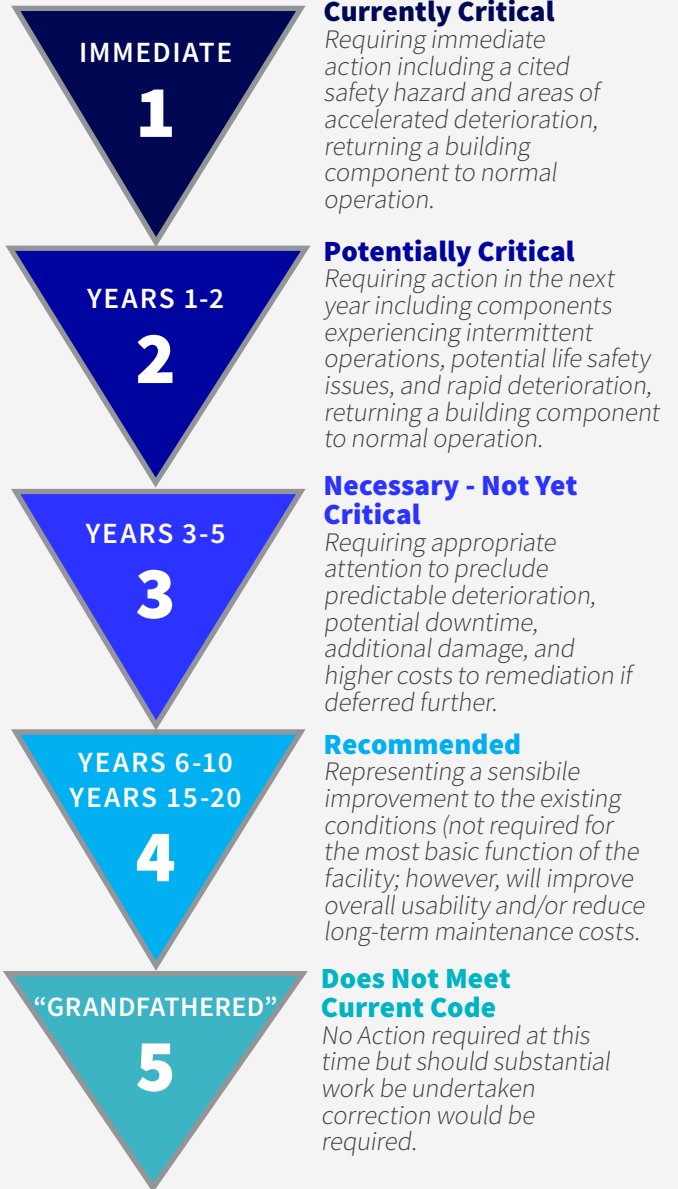 IMMEDIATE
1
Currently Critical
Requiring immediate
action including a cited
safety hazard and areas of
accelerated deterioration,
returning a building
component to normal
operation.
YEARS 1-2
2
Potentially Critical
Requiring action in the next
year including components
experiencing intermittent
operations, potential life safety
issues, and rapid deterioration,
returning a building component
to normal operation.
YEARS 3-5
3
Necessary - Not Yet
Critical
Requiring appropriate
attention to preclude
predictable deterioration,
potential downtime,
additional damage, and
higher costs to remediation if
deferred further.
YEARS 6-10
YEARS 15-20
4
Recommended
Representing a sensibile
improvement to the existing
conditions (not required for
the most basic function of the
facility; however, will improve
overall usability and/or reduce
long-term maintenance costs.
“GRANDFATHERED”
5
Does Not Meet
Current Code
No Action required at this
time but should substantial
work be undertaken
correction would be
required.